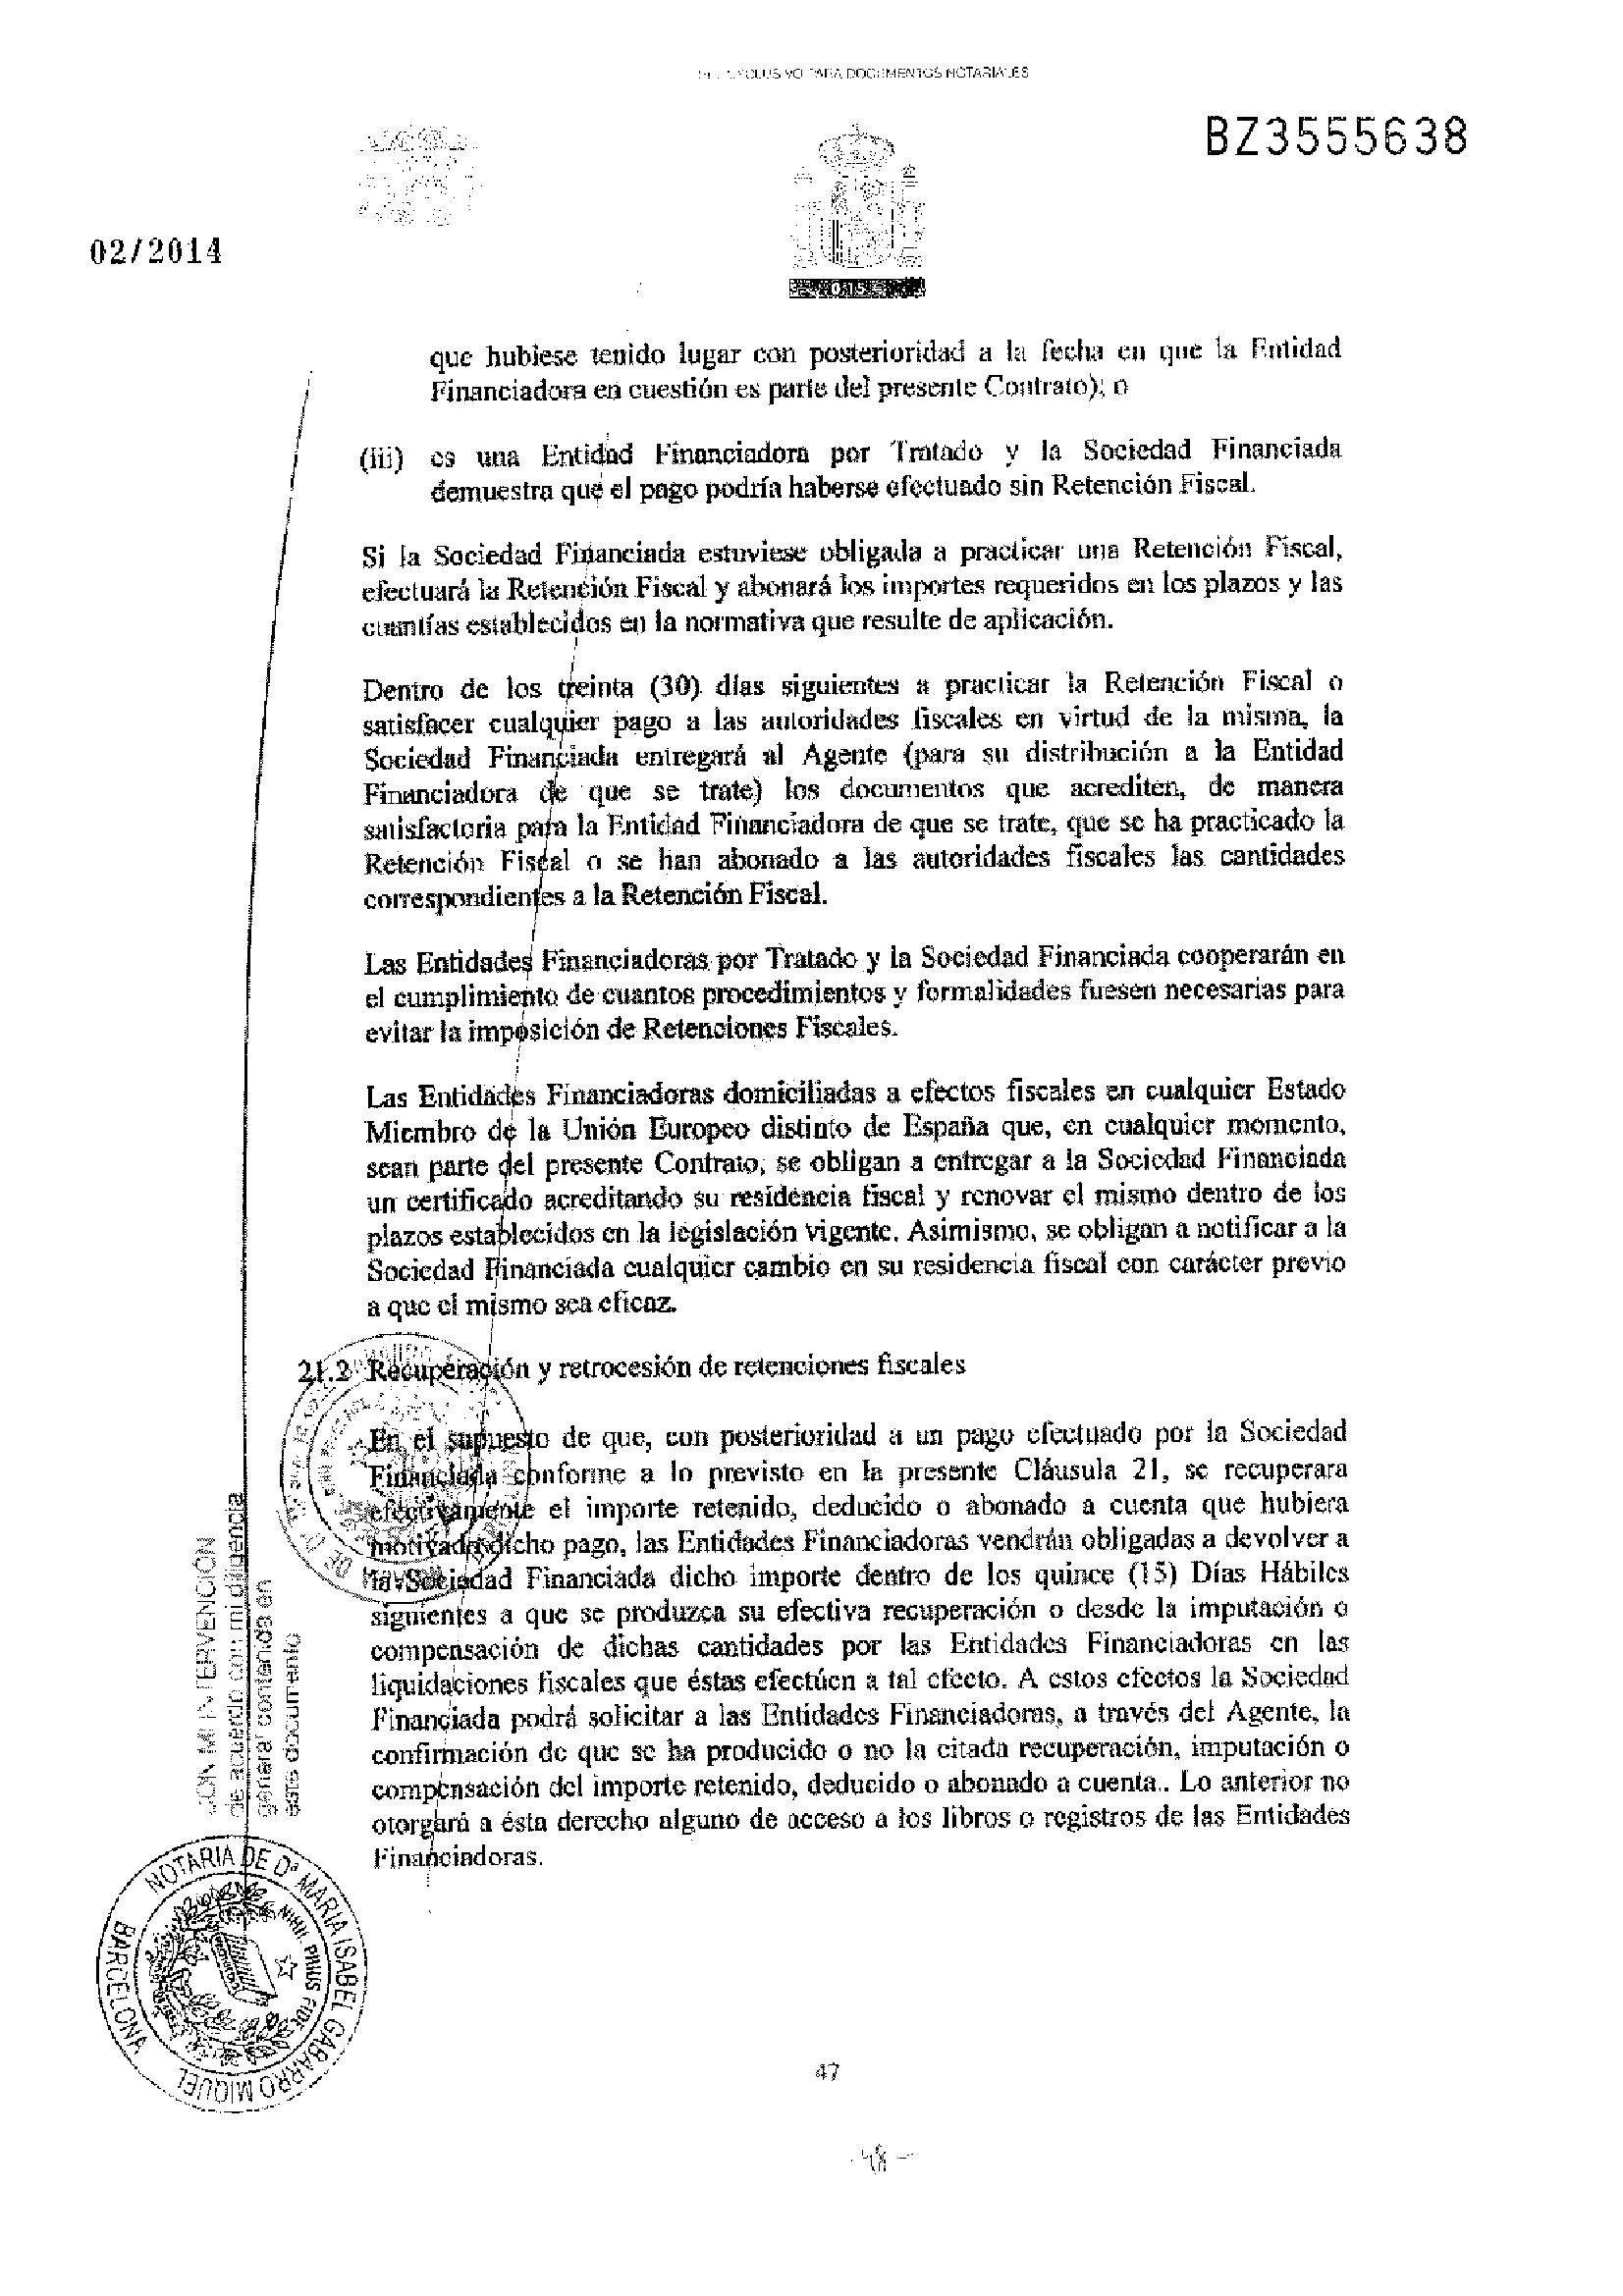 PARA DOCUMENTOS NOTARIALES
BZ3555638
02/2014
que hubiese tenido lugar con posterioridad a la fecha en que la Entidad
Financiadora en cuestión es parte del presente Contrato); o
(iii) es una Entidad Financiadora por Tratado y la Sociedad Financiada
demuestra que el pago podría haberse efectuado sin Retención Fiscal.
Si la Sociedad Financiada estuviese obligada a practicar una Retención Fiscal,
efectuará la Retención Fiscal y abonará los importes requeridos en los plazos y las
cuantías establecidos en la normativa que resulte de aplicación.
Dentro de los treinta (30) días siguientes a practicar la Retención Fiscal o
satisfacer cualquier pago a las autoridades fiscales en virtud de la misma, la
Sociedad Financiada entregará al Agente (para su distribución a la Entidad
Financiadora de que se trate) los documentos que acrediten, de manera
satisfactoria para la Entidad Financiadora de que se trate, que se ha practicado la
Retención Fiscal o se han abonado a las autoridades fiscales las cantidades
correspondientes a la Retención Fiscal.
Las Entidades Financiadoras por Tratado y la Sociedad Financiada cooperarán en
el cumplimiento de cuantos procedimientos y formalidades fuesen necesarias para
evitar la imposición de Retenciones Fiscales.
Las Entidades Financiadoras domiciliadas a efectos fiscales en cualquier Estado
Miembro de la Unión Europeo distinto de España que, en cualquier momento,
sean parte del presente Contrato, se obligan a entregar a la Sociedad Financiada
un certificado acreditando su residencia fiscal y renovar el mismo dentro de los
plazos establecidos en la legislación vigente. Asimismo, se obligan a notificar a la
Sociedad Financiada cualquier cambio en su residencia fiscal con carácter previo
a que el mismo sea eficaz.
21.2 Recuperación y retrocesión de retenciones fiscales
En el supuesto de que, con posterioridad a un pago efectuado por la Sociedad
Financiada conforme a lo previsto en la presente Cláusula 21, se recuperara
efectivamente el importe retenido, deducido o abonado a cuenta que hubiera
motivado dicho pago, las Entidades Financiadoras vendrán obligadas a devolver a
la Sociedad Financiada dicho importe dentro de los quince (15) Días Hábiles
siguientes a que se produzca su efectiva recuperación o desde la imputación o
compensación de dichas cantidades por las Entidades Financiadoras en las
liquidaciones fiscales que éstas efectúen a tal efecto. A estos efectos la Sociedad
Financiada podrá solicitar a las Entidades Financiadoras, a través del Agente, la
confirmación de que se ha producido o no la citada recuperación, imputación o
compensación del importe retenido, deducido o abonado a cuenta.. Lo anterior no
otorgará a ésta derecho alguno de acceso a los libros o registros de las Entidades
Financiadoras.
CON MI INTERVENCIÓN
de acuerdo con mi diligencia
general contenida en
este documento
NOTARIA DE Dª MARIA ISABEL GABARRO MIQUEL
BARCELONA
NIHIL PRIUS FIDE
47